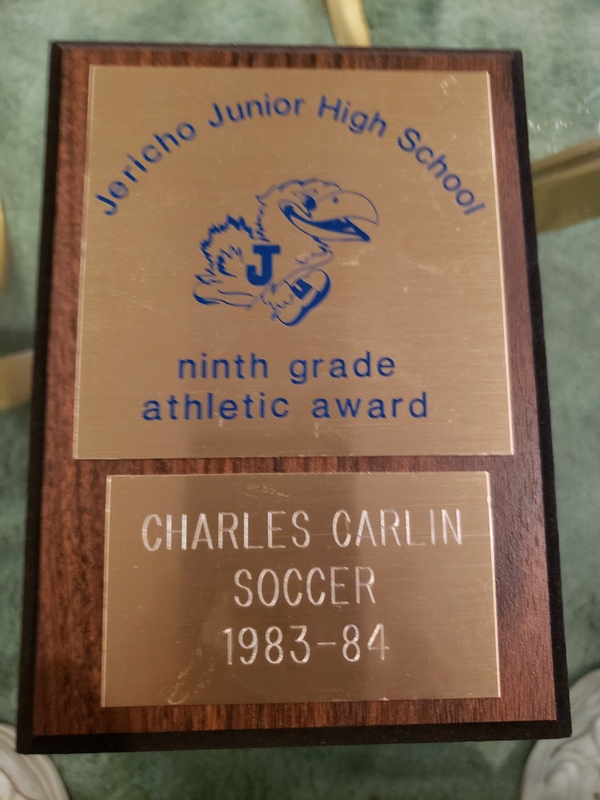 Jericho Junior High School
J
ninth grade
athletic award
CHARLES CARLIN
SOCCER
1983-84